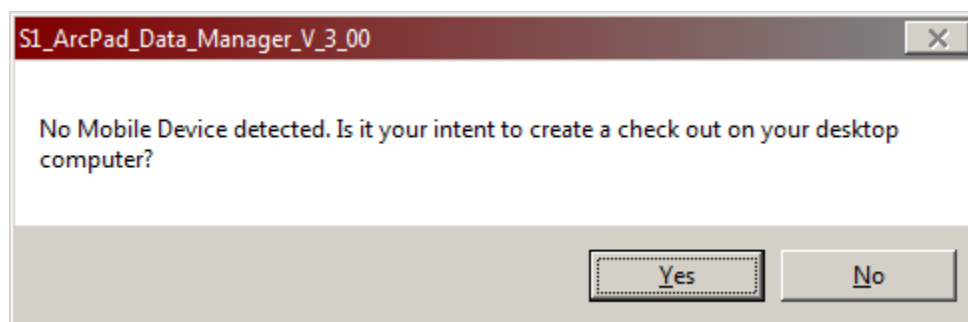 S1_ArcPad_Data_Manager_V_3_00
No Mobile Device detected. Is it your intent to create a check out on your desktop
computer?
Yes
No